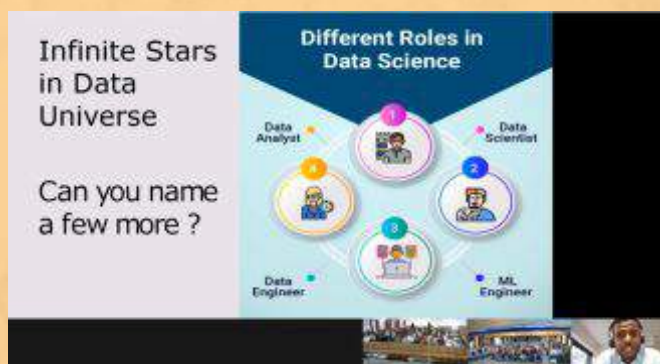 Infinite Stars
in Data
Universe
Can you name
a few more ?
Different Roles in
Data Science
1
Data
Analyst
Data
Scientist
4
2
3
Data
Engineer
ML
Engineer